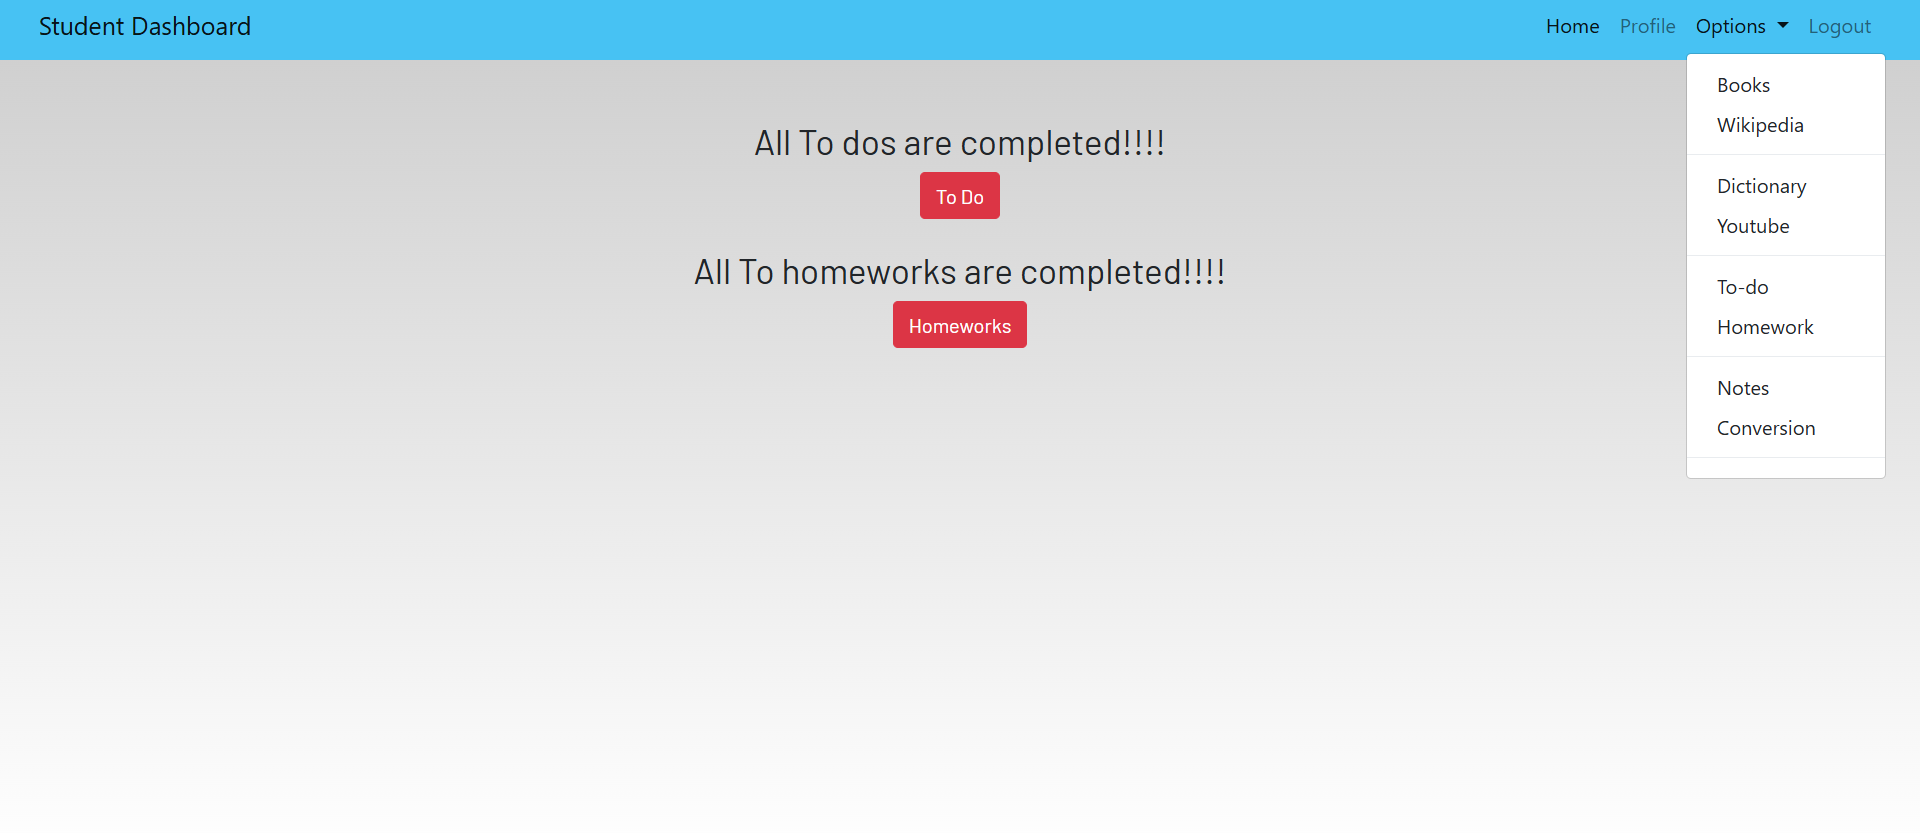 Student Dashboard
Home Profile Options Logout
Books
Wikipedia
Dictionary
Youtube
To-do
Homework
Notes
Conversion
All To dos are completed!!!!
To Do
All To homeworks are completed!!!!
Homeworks